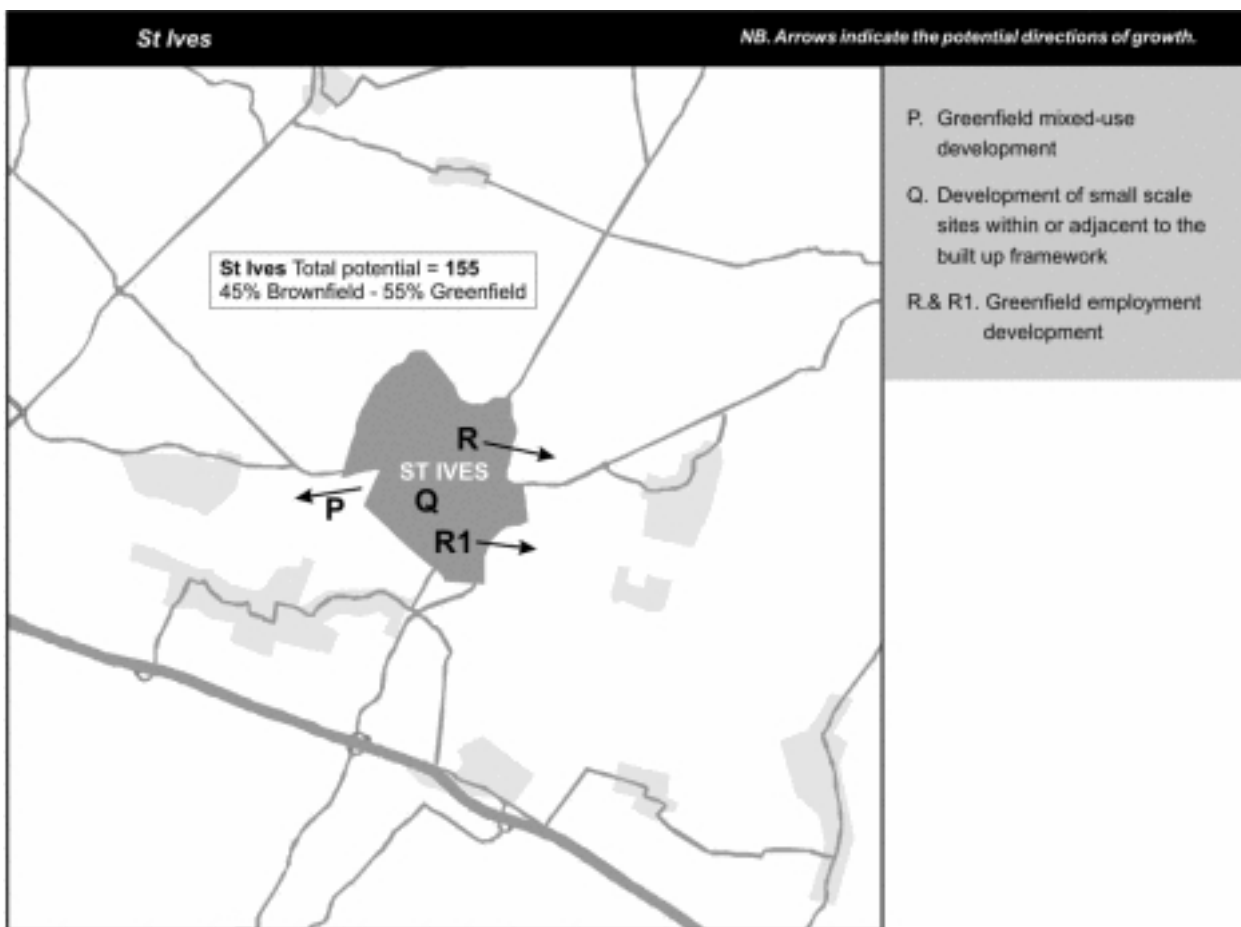 St Ives
NB. Arrows indicate the potential directions of growth.
P. Greenfield mixed-use
development
Q. Development of small scale
sites within or adjacent to the
built up framework
R.& R1. Greenfield employment
development
St Ives Total potential = 155
45% Brownfield - 55% Greenfield
R
ST IVES
Q
P
R1